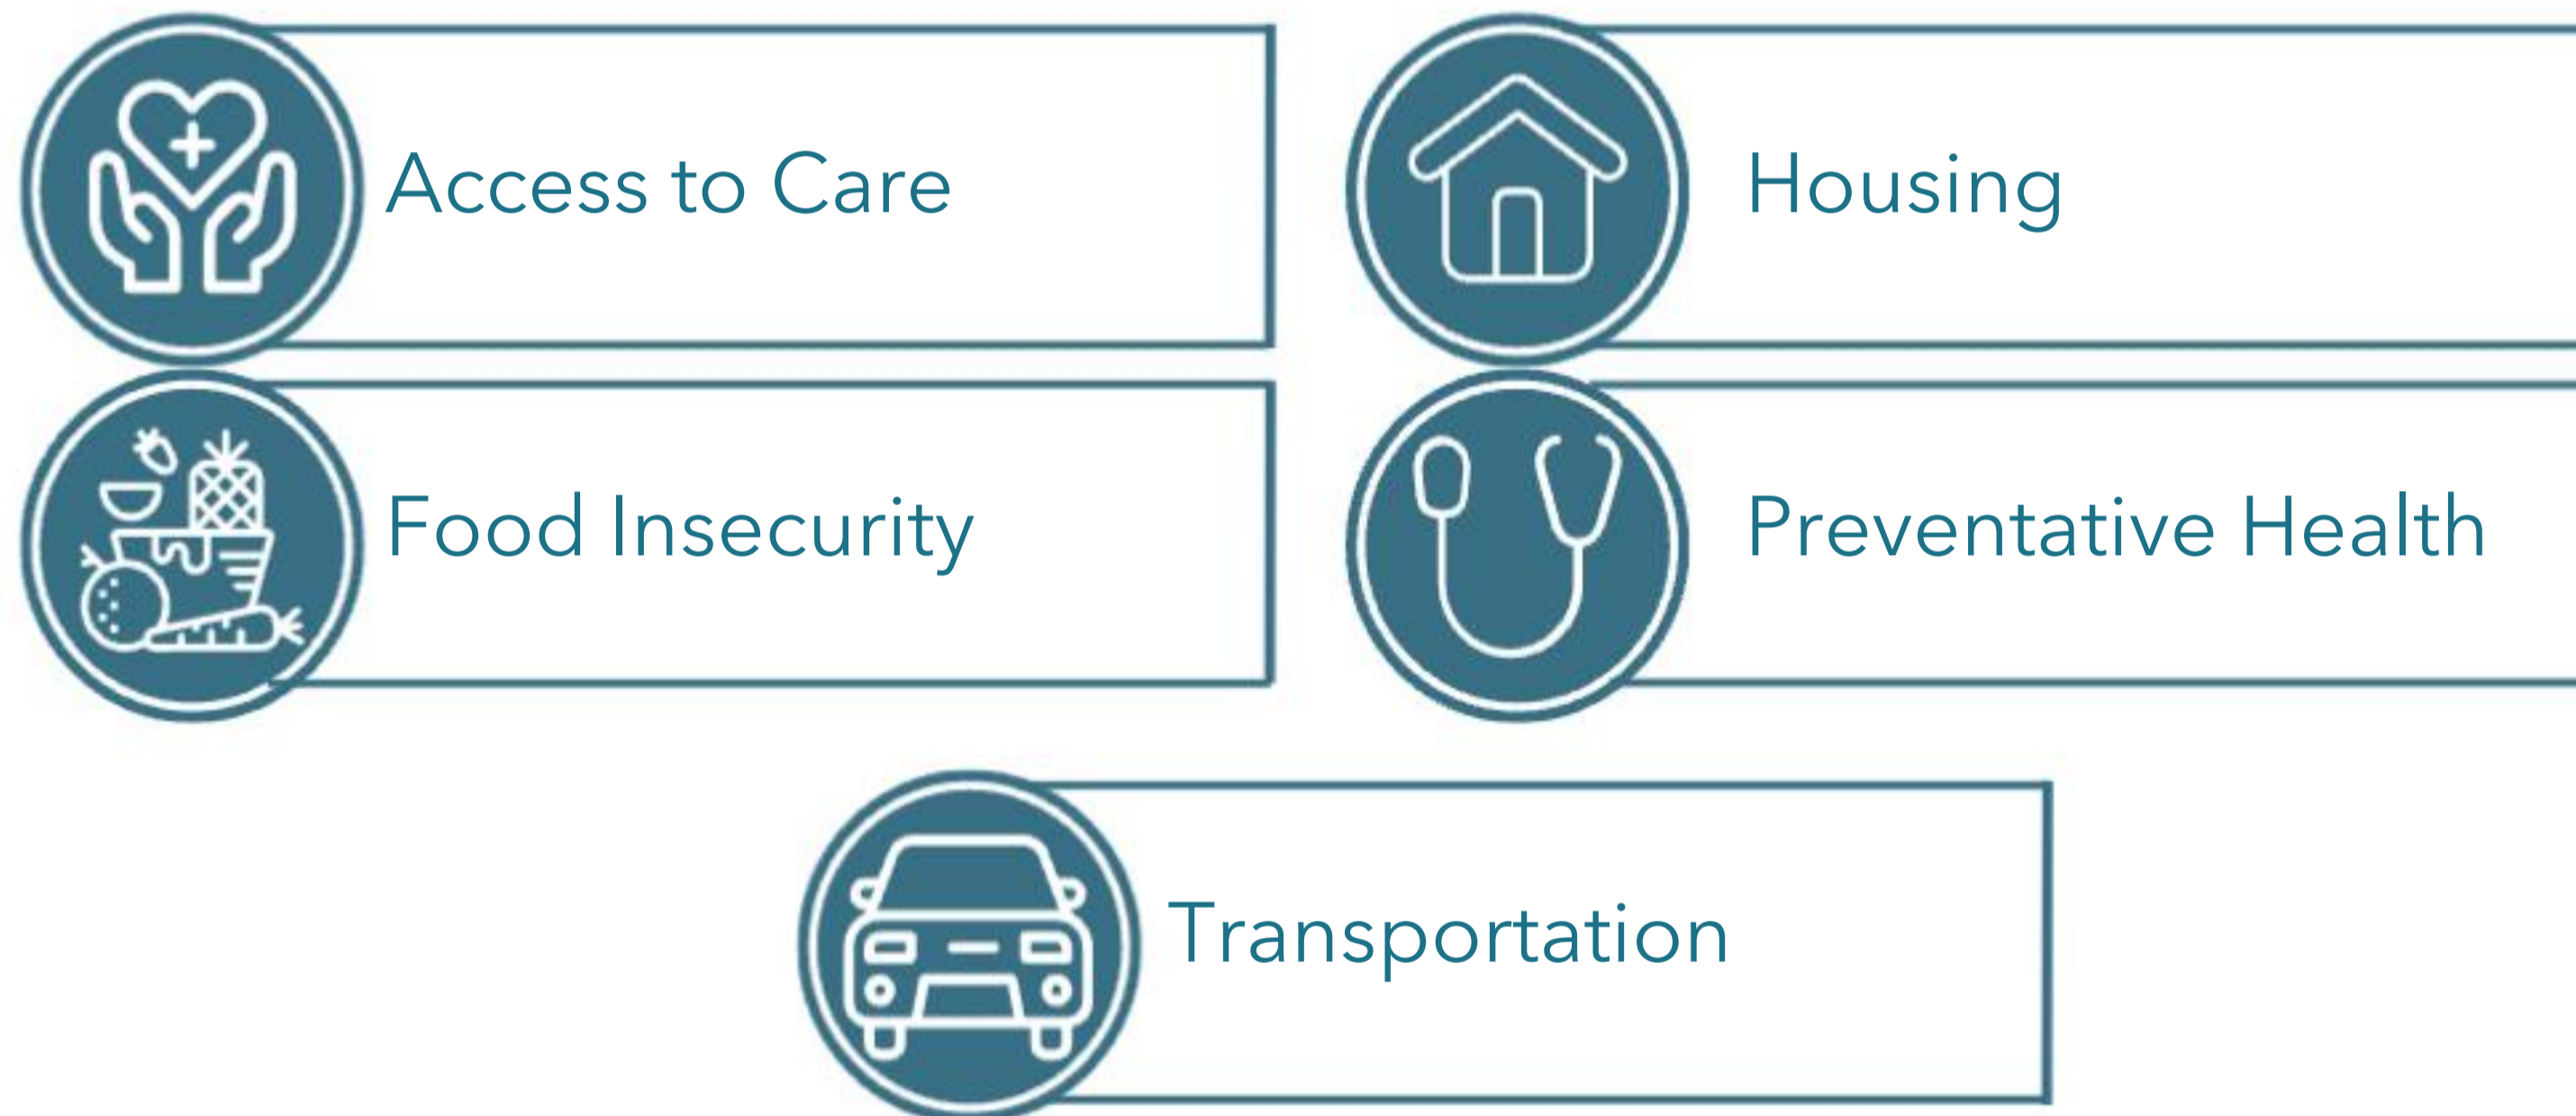 Access to Care
Housing
Food Insecurity
Preventative Health
Transportation